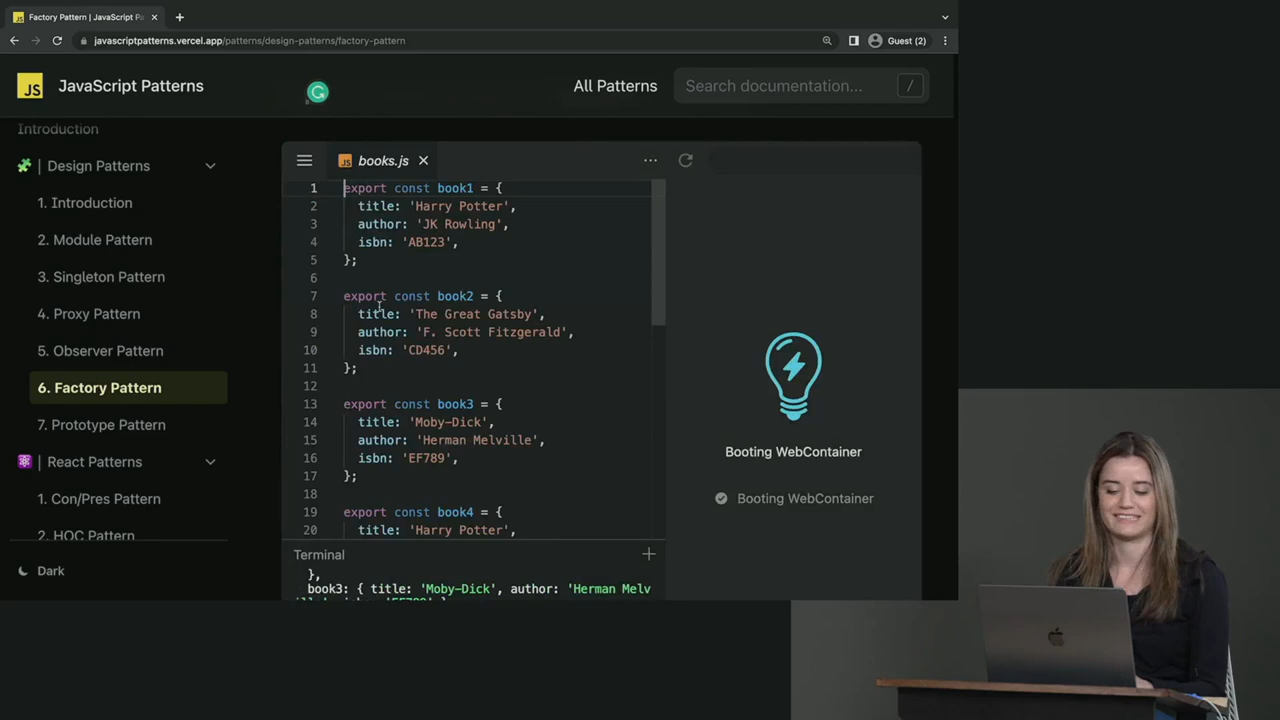 Factory Pattern | JavaScript Pa
javascriptpatterns.vercel.app/patterns/design-patterns/factory-pattern
Guest (2)
JS JavaScript Patterns
All Patterns
Search documentation... /
Introduction
| Design Patterns
1. Introduction
2. Module Pattern
3. Singleton Pattern
4. Proxy Pattern
5. Observer Pattern
6. Factory Pattern
7. Prototype Pattern
| React Patterns
1. Con/Pres Pattern
2. HOC Pattern
Dark
JS books.js
1 export const book1 = {
2 title: 'Harry Potter',
3 author: 'JK Rowling',
4 isbn: 'AB123',
5 };
6
7 export const book2 = {
8 title: 'The Great Gatsby',
9 author: 'F. Scott Fitzgerald',
10 isbn: 'CD456',
11 };
12
13 export const book3 = {
14 title: 'Moby-Dick',
15 author: 'Herman Melville',
16 isbn: 'EF789',
17 };
18
19 export const book4 = {
20 title: 'Harry Potter',
Terminal
},
book3: { title: 'Moby-Dick', author: 'Herman Melv
Booting WebContainer
Booting WebContainer